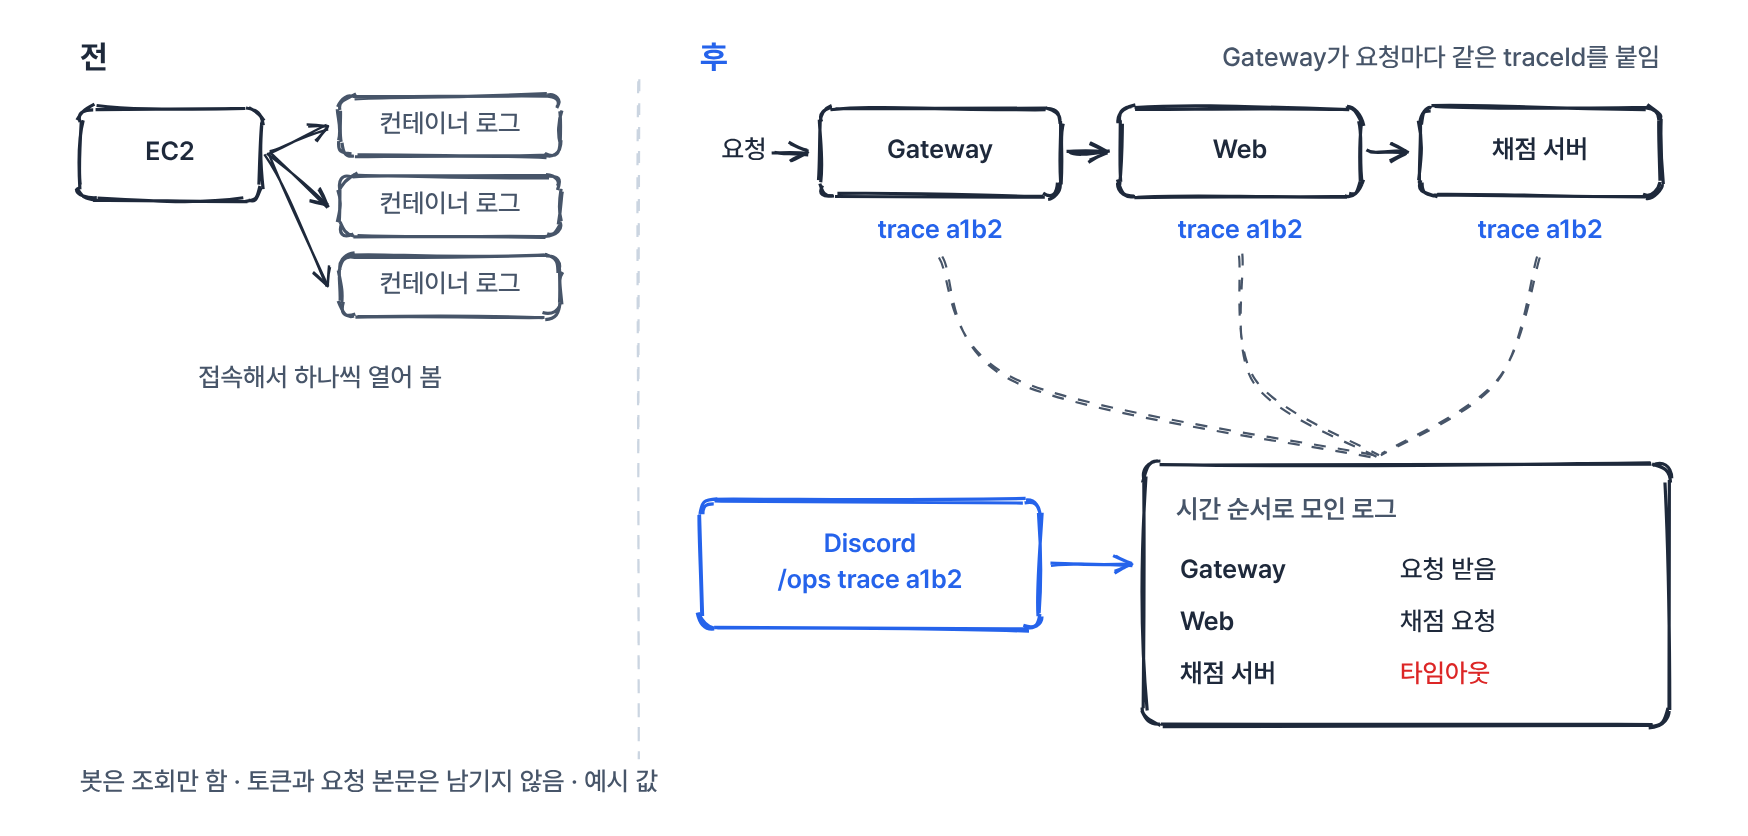 전
EC2
컨테이너 로그
컨테이너 로그
컨테이너 로그
접속해서 하나씩 열어 봄
후
Gateway가 요청마다 같은 traceId를 붙임
요청
Gateway
Web
채점 서버
trace a1b2
trace a1b2
trace a1b2
Discord
/ops trace a1b2
시간 순서로 모인 로그
Gateway 요청 받음
Web 채점 요청
채점 서버 타임아웃
봇은 조회만 함 · 토큰과 요청 본문은 남기지 않음 · 예시 값